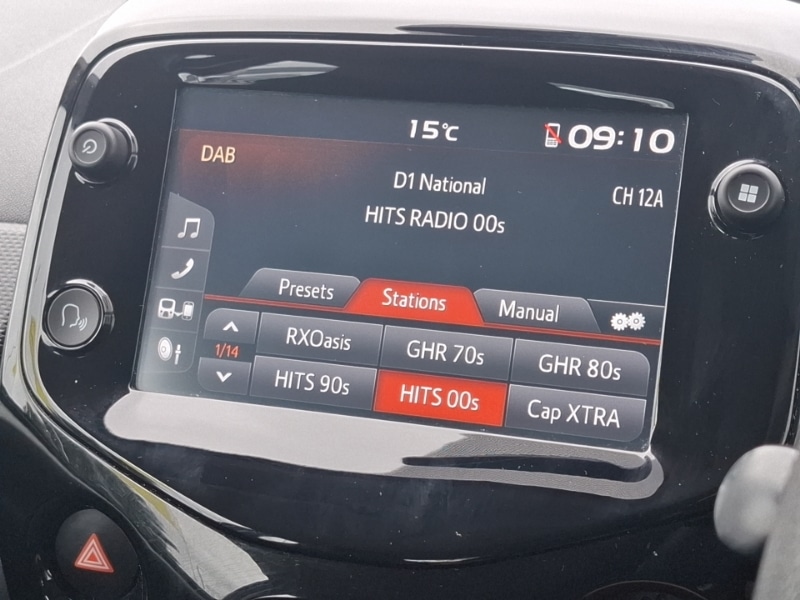 15°C 09:10
DAB
D1 National CH 12A
HITS RADIO 00s
Presets Stations Manual
1/14
RXOasis GHR 70s GHR 80s
HITS 90s HITS 00s Cap XTRA